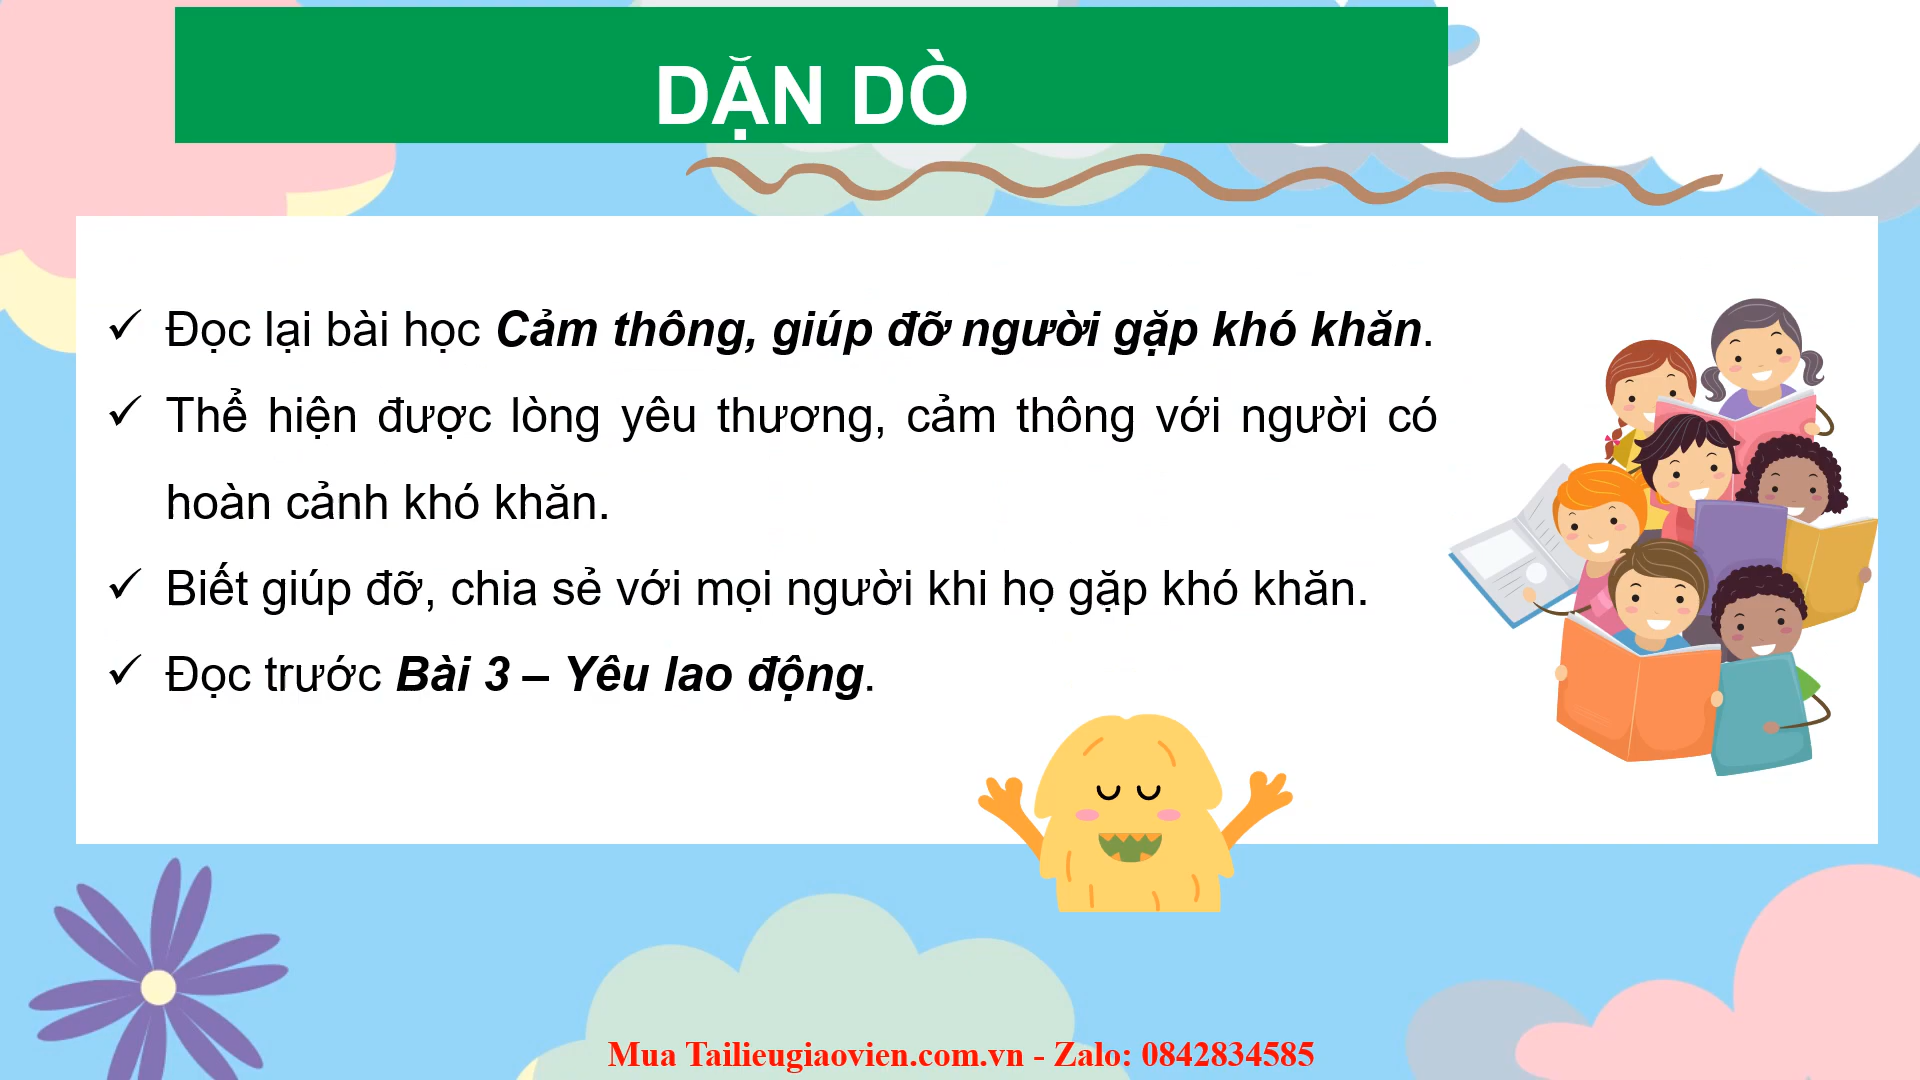 DẶN DÒ
✓ Đọc lại bài học Cảm thông, giúp đỡ người gặp khó khăn.
✓ Thể hiện được lòng yêu thương, cảm thông với người có
hoàn cảnh khó khăn.
✓ Biết giúp đỡ, chia sẻ với mọi người khi họ gặp khó khăn.
✓ Đọc trước Bài 3 – Yêu lao động.
Mua Tailieugiaovien.com.vn - Zalo: 0842834585